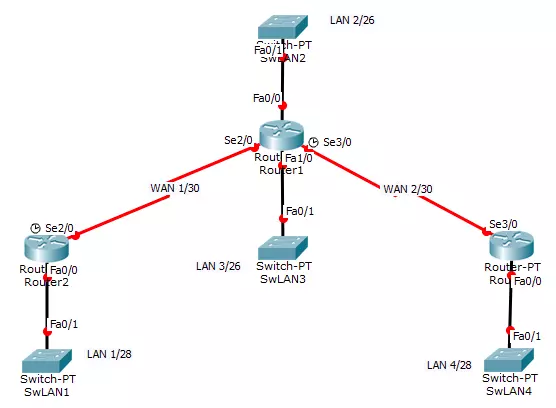 LAN 2/26
Switch-PT
Fa0/1
SwLAN2
Fa0/0
Se2/0
Se3/0
Rout
Fa1/0
Router1
WAN 1/30
WAN 2/30
Se2/0
Fa0/1
Se3/0
Rout
Fa0/0
Router2
LAN 3/26
Switch-PT
SwLAN3
Router-PT
Rou
Fa0/0
Fa0/1
LAN 1/28
Switch-PT
SwLAN1
Fa0/1
LAN 4/28
Switch-PT
SwLAN4